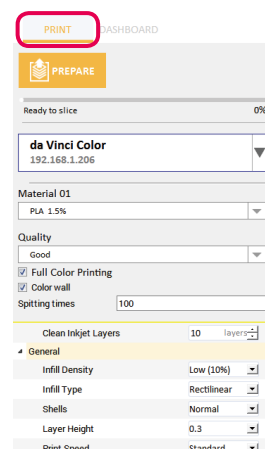 PRINT DASHBOARD
PREPARE
Ready to slice 0%
da Vinci Color
192.168.1.206
Material 01
PLA 1.5%
Quality
Good
Full Color Printing
Color wall
Spitting times 100
Clean Inkjet Layers 10 layers
General
Infill Density Low (10%)
Infill Type Rectilinear
Shells Normal
Layer Height 0.3
Print Speed Standard